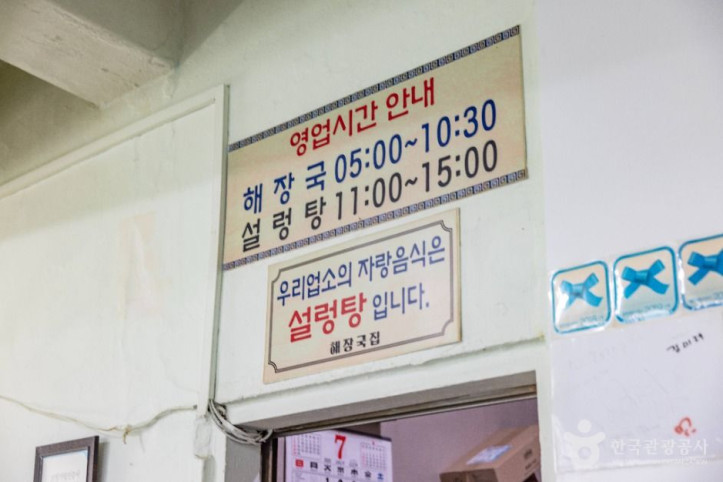 영업시간 안내
해장국 05:00~10:30
설렁탕 11:00~15:00
우리업소의 자랑음식은
설렁탕 입니다.
해장국집
7
한국관광공사